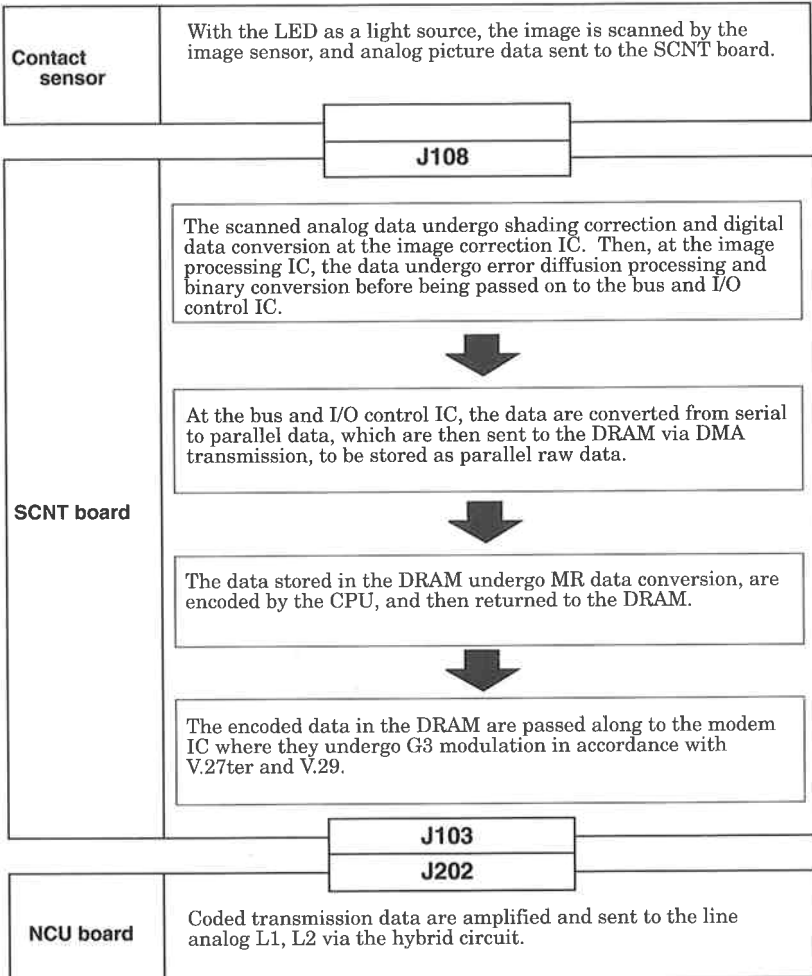 Contact
sensor
With the LED as a light source, the image is scanned by the
image sensor, and analog picture data sent to the SCNT board.
J108
SCNT board
The scanned analog data undergo shading correction and digital
data conversion at the image correction IC. Then, at the image
processing IC, the data undergo error diffusion processing and
binary conversion before being passed on to the bus and I/O
control IC.
At the bus and I/O control IC, the data are converted from serial
to parallel data, which are then sent to the DRAM via DMA
transmission, to be stored as parallel raw data.
The data stored in the DRAM undergo MR data conversion, are
encoded by the CPU, and then returned to the DRAM.
The encoded data in the DRAM are passed along to the modem
IC where they undergo G3 modulation in accordance with
V.27ter and V.29.
J103
J202
NCU board
Coded transmission data are amplified and sent to the line
analog L1, L2 via the hybrid circuit.